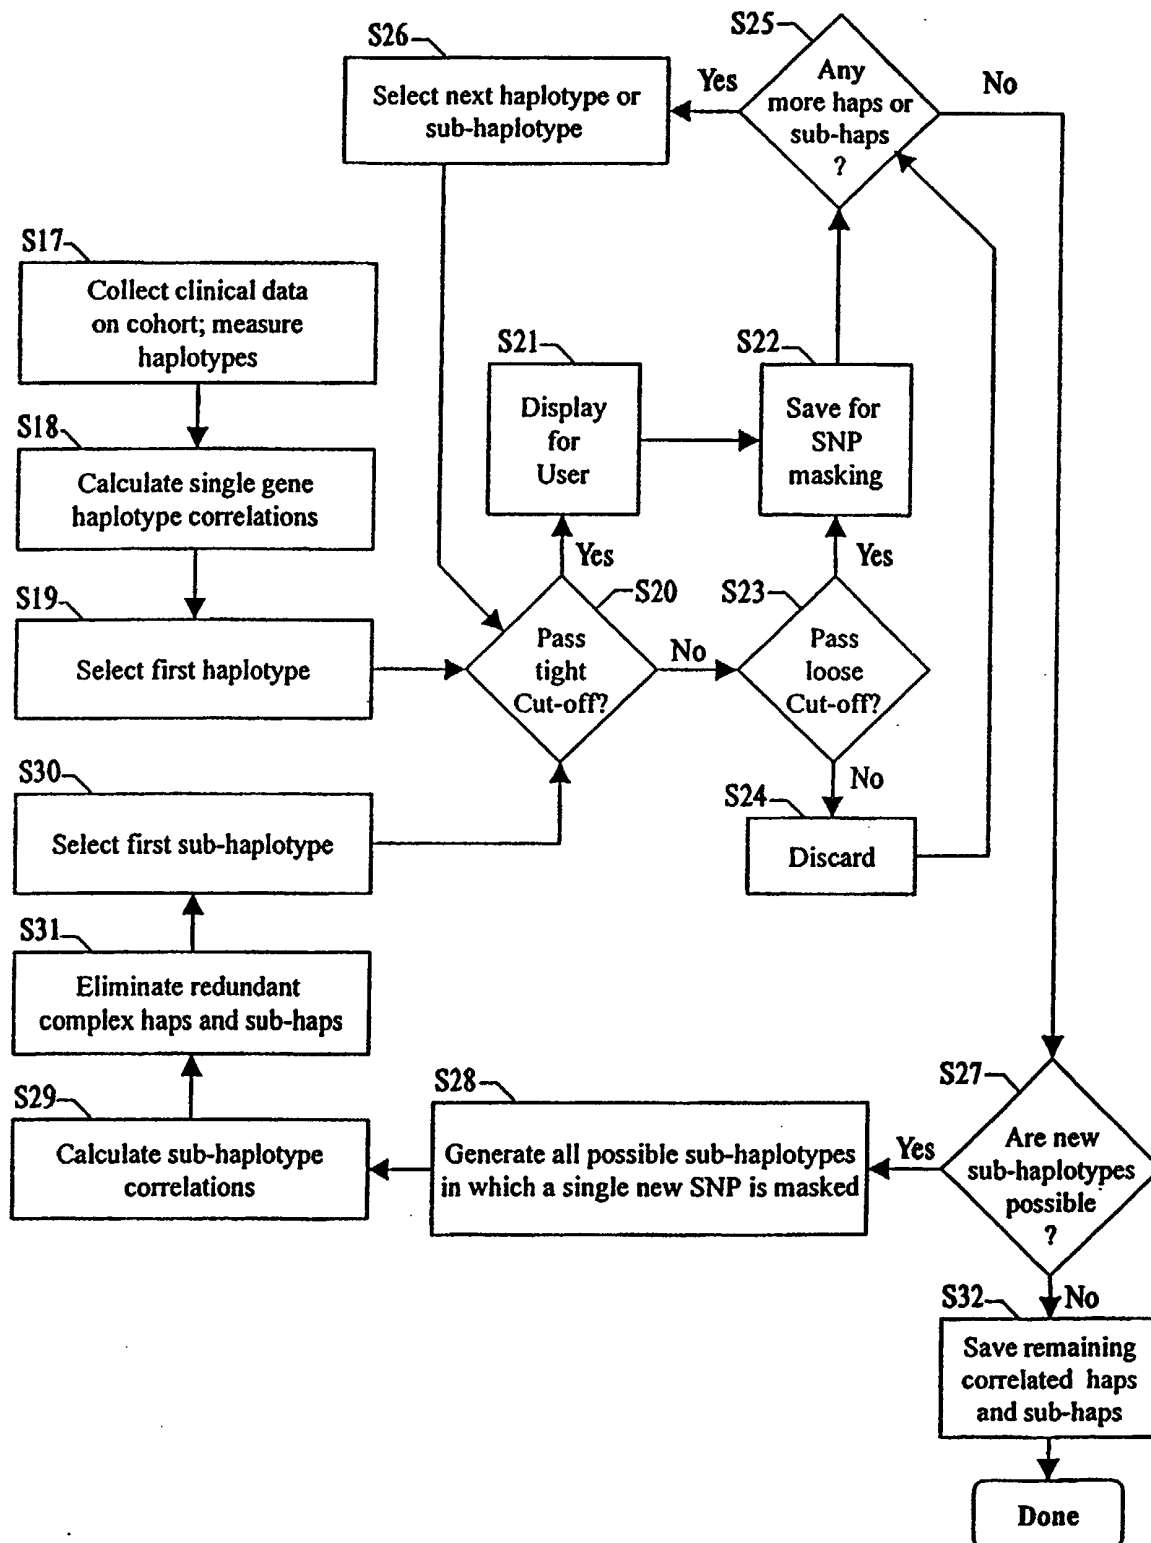 S26
Select next haplotype or
sub-haplotype
S25
Any
more haps or
sub-haps
?
Yes
No
S17
Collect clinical data
on cohort; measure
haplotypes
S18
Calculate single gene
haplotype correlations
S19
Select first haplotype
S21
Display
for
User
S22
Save for
SNP
masking
Yes
Yes
S20
Pass
tight
Cut-off?
No
S23
Pass
loose
Cut-off?
No
S24
Discard
S30
Select first sub-haplotype
S31
Eliminate redundant
complex haps and sub-haps
S29
Calculate sub-haplotype
correlations
S28
Generate all possible sub-haplotypes
in which a single new SNP is masked
Yes
S27
Are new
sub-haplotypes
possible
?
No
S32
Save remaining
correlated haps
and sub-haps
Done